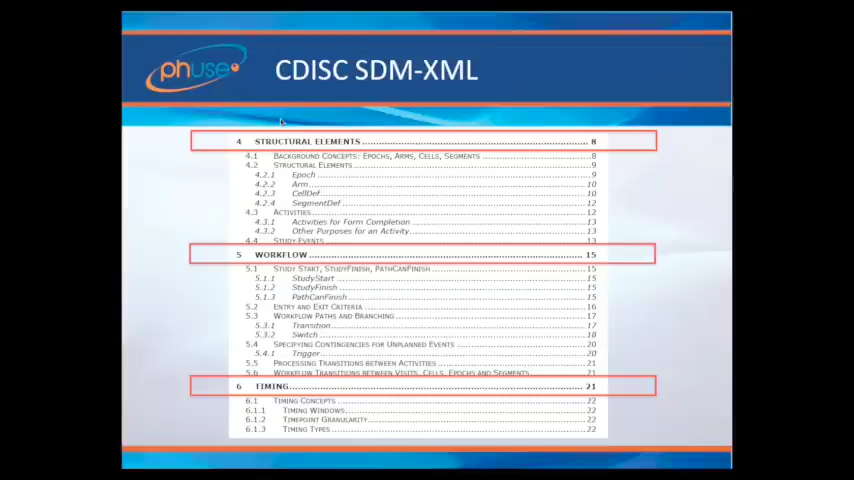 phuse
CDISC SDM-XML
4 STRUCTURAL ELEMENTS 8
4.1 BACKGROUND CONCEPTS: EPOCHS, ARMS, CELLS, SEGMENTS 8
4.2 STRUCTURAL ELEMENTS 9
4.2.1 Epoch 9
4.2.2 Arm 10
4.2.3 CellDef 10
4.2.4 SegmentDef 12
4.3 ACTIVITIES 12
4.3.1 Activities for Form Completion 13
4.3.2 Other Purposes for an Activity 13
4.4 STUDY EVENTS 13
5 WORKFLOW 15
5.1 STUDY START, STUDYFINISH, PATHCANFINISH 15
5.1.1 StudyStart 15
5.1.2 StudyFinish 15
5.1.3 PathCanFinish 15
5.2 ENTRY AND EXIT CRITERIA 16
5.3 WORKFLOW PATHS AND BRANCHING 17
5.3.1 Transition 17
5.3.2 Switch 18
5.4 SPECIFYING CONTINGENCIES FOR UNPLANNED EVENTS 20
5.4.1 Trigger 20
5.5 PROCESSING TRANSITIONS BETWEEN ACTIVITIES 21
5.6 WORKFLOW TRANSITIONS BETWEEN VISITS, CELLS, EPOCHS AND SEGMENTS 21
6 TIMING 21
6.1 TIMING CONCEPTS 22
6.1.1 TIMING WINDOWS 22
6.1.2 TIMEPOINT GRANULARITY 22
6.1.3 TIMING TYPES 22